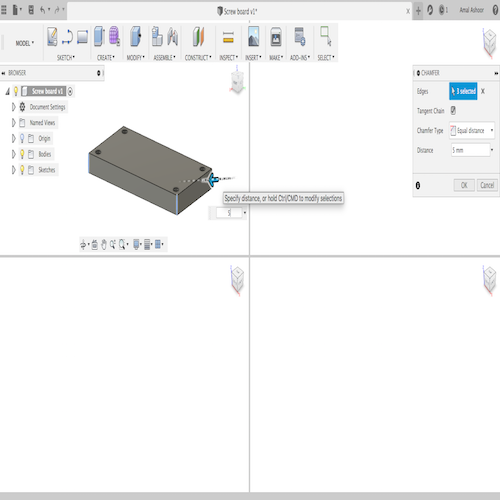 Screw board v1*
1
Amal Ashoor
MODEL
SKETCH
CREATE
MODIFY
ASSEMBLE
CONSTRUCT
INSPECT
INSERT
MAKE
ADD-INS
SELECT
BROWSER
Screw board v1
Document Settings
Named Views
Origin
Bodies
Sketches
CHAMFER
Edges
3 selected
Tangent Chain
Chamfer Type
Equal distance
Distance
5 mm
OK
Cancel
Specify distance, or hold Ctrl/CMD to modify selections
5